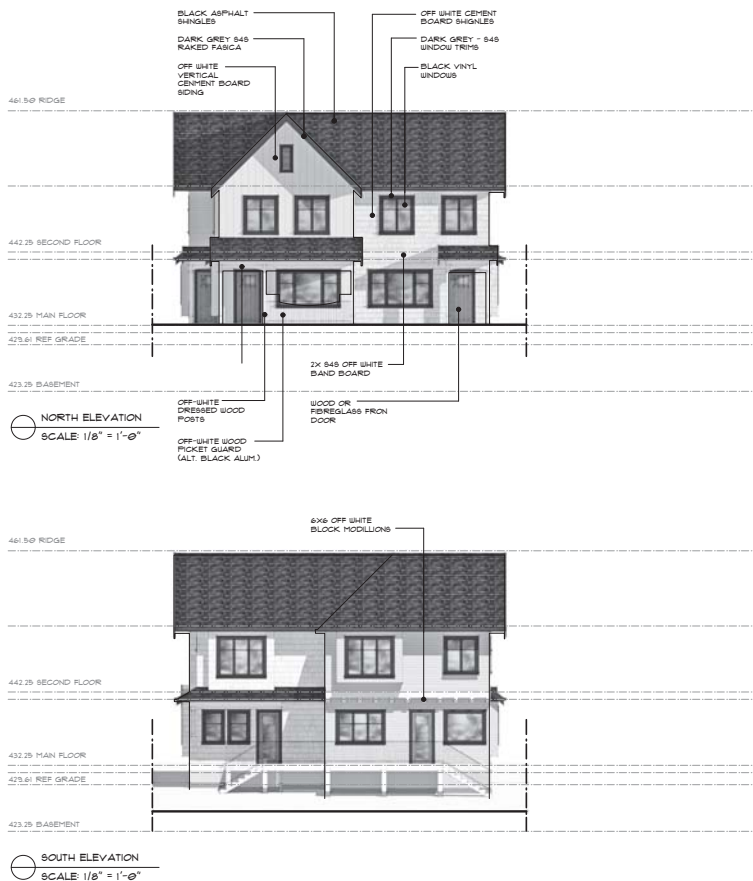 BLACK ASPHALT
SHINGLES
DARK GREY S4S
RAKED FASICA
OFF WHITE
VERTICAL
CENMENT BOARD
SIDING
OFF WHITE CEMENT
BOARD SHIGNLES
DARK GREY - S4S
WINDOW TRIMS
BLACK VINYL
WINDOWS
461.50 RIDGE
442.25 SECOND FLOOR
432.25 MAIN FLOOR
429.61 REF GRADE
423.25 BASEMENT
2X S4S OFF WHITE
BAND BOARD
OFF-WHITE
DRESSED WOOD
POSTS
WOOD OR
FIBREGLASS FRON
DOOR
OFF-WHITE WOOD
PICKET GUARD
(ALT. BLACK ALUM.)
NORTH ELEVATION
SCALE: 1/8" = 1'-0"
6X6 OFF WHITE
BLOCK MODILLIONS
461.50 RIDGE
442.25 SECOND FLOOR
432.25 MAIN FLOOR
429.61 REF GRADE
423.25 BASEMENT
SOUTH ELEVATION
SCALE: 1/8" = 1'-0"